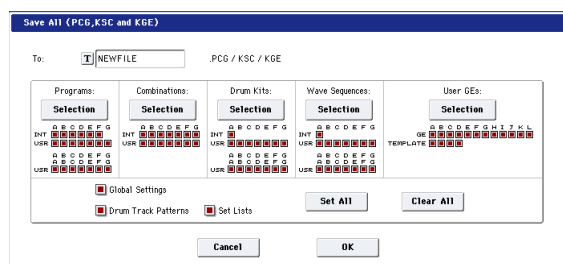 Save All (PCG,KSC and KGE)
To: T NEWFILE .PCG / KSC / KGE
Programs: Combinations: Drum Kits: Wave Sequences: User GEs:
Selection Selection Selection Selection Selection
A B C D E F G A B C D E F G A B C D E F G A B C D E F G A B C D E F G H I J K L
INT INT INT INT GE
USR USR USR USR TEMPLATE
A B C D E F G A B C D E F G A B C D E F G A B C D E F G
A B C D E F G A B C D E F G A B C D E F G A B C D E F G
USR USR USR USR
Global Settings
Set All Clear All
Drum Track Patterns Set Lists
Cancel OK